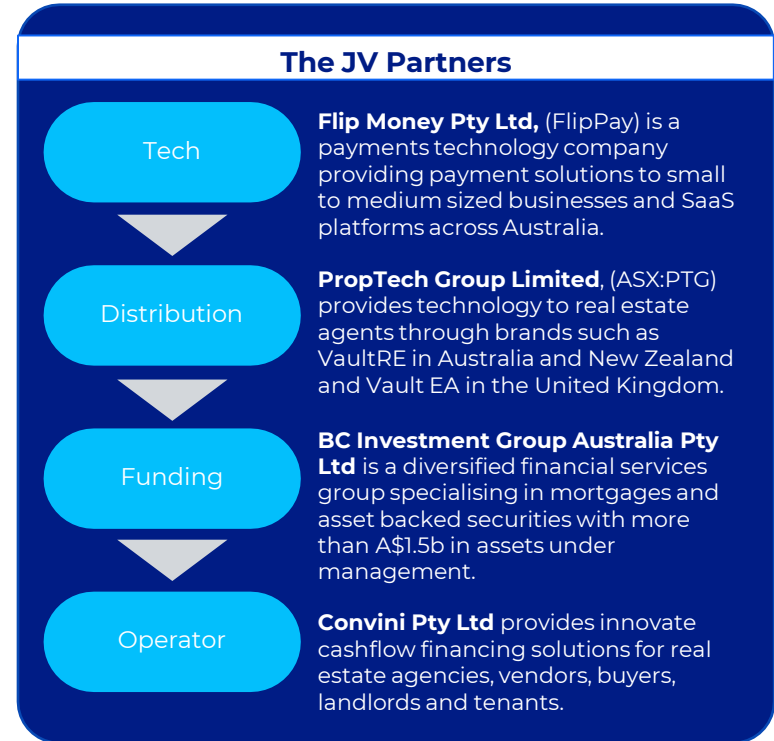 The JV Partners
Tech
Flip Money Pty Ltd, (FlipPay) is a
payments technology company
providing payment solutions to small
to medium sized businesses and SaaS
platforms across Australia.
Distribution
PropTech Group Limited, (ASX:PTG)
provides technology to real estate
agents through brands such as
VaultRE in Australia and New Zealand
and Vault EA in the United Kingdom.
Funding
BC Investment Group Australia Pty
Ltd is a diversified financial services
group specialising in mortgages and
asset backed securities with more
than A$1.5b in assets under
management.
Operator
Convini Pty Ltd provides innovate
cashflow financing solutions for real
estate agencies, vendors, buyers,
landlords and tenants.